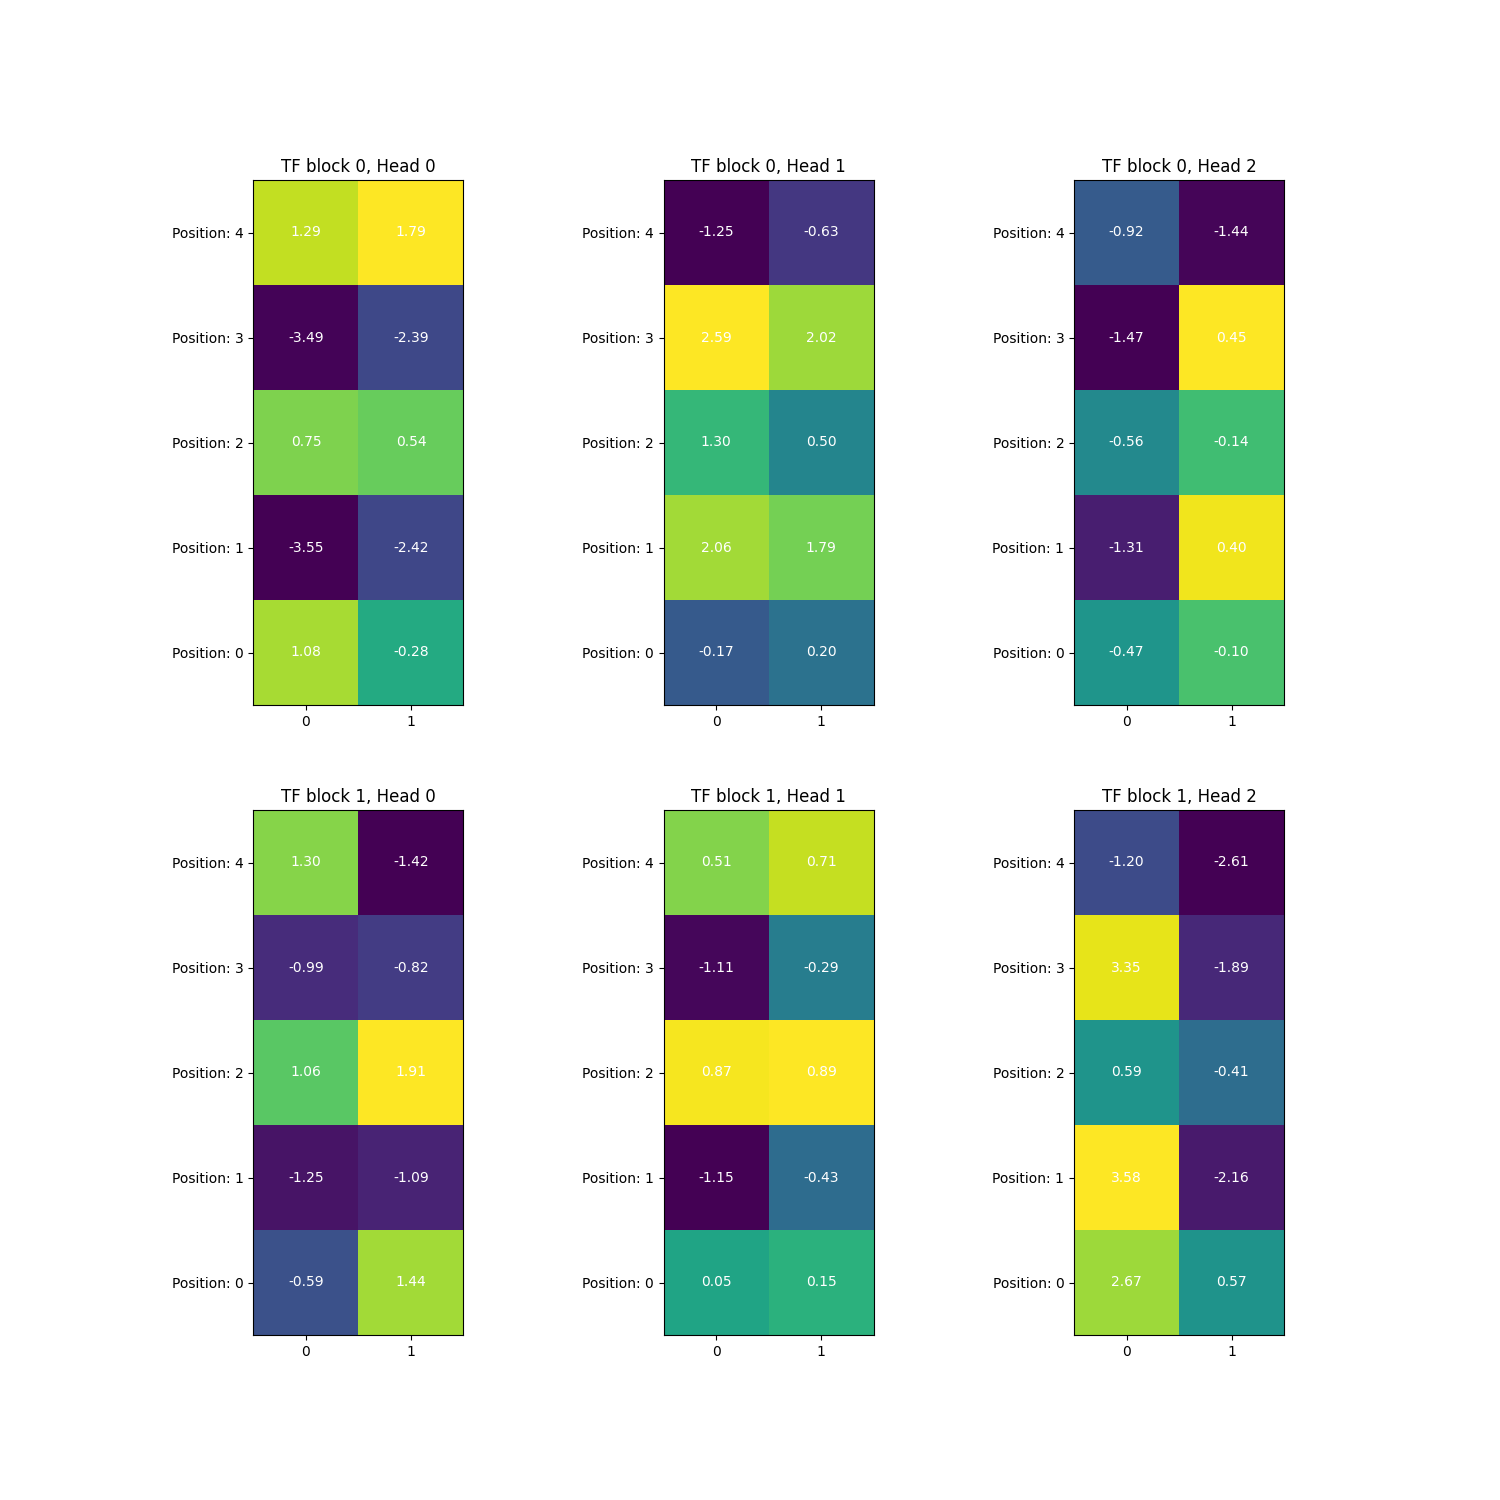 TF block 0, Head 0 TF block 0, Head 1 TF block 0, Head 2
Position: 4 1.29 1.79 Position: 4 -1.25 -0.63 Position: 4 -0.92 -1.44
Position: 3 -3.49 -2.39 Position: 3 2.59 2.02 Position: 3 -1.47 0.45
Position: 2 0.75 0.54 Position: 2 1.30 0.50 Position: 2 -0.56 -0.14
Position: 1 -3.55 -2.42 Position: 1 2.06 1.79 Position: 1 -1.31 0.40
Position: 0 1.08 -0.28 Position: 0 -0.17 0.20 Position: 0 -0.47 -0.10
0 1 0 1 0 1
TF block 1, Head 0 TF block 1, Head 1 TF block 1, Head 2
Position: 4 1.30 -1.42 Position: 4 0.51 0.71 Position: 4 -1.20 -2.61
Position: 3 -0.99 -0.82 Position: 3 -1.11 -0.29 Position: 3 3.35 -1.89
Position: 2 1.06 1.91 Position: 2 0.87 0.89 Position: 2 0.59 -0.41
Position: 1 -1.25 -1.09 Position: 1 -1.15 -0.43 Position: 1 3.58 -2.16
Position: 0 -0.59 1.44 Position: 0 0.05 0.15 Position: 0 2.67 0.57
0 1 0 1 0 1